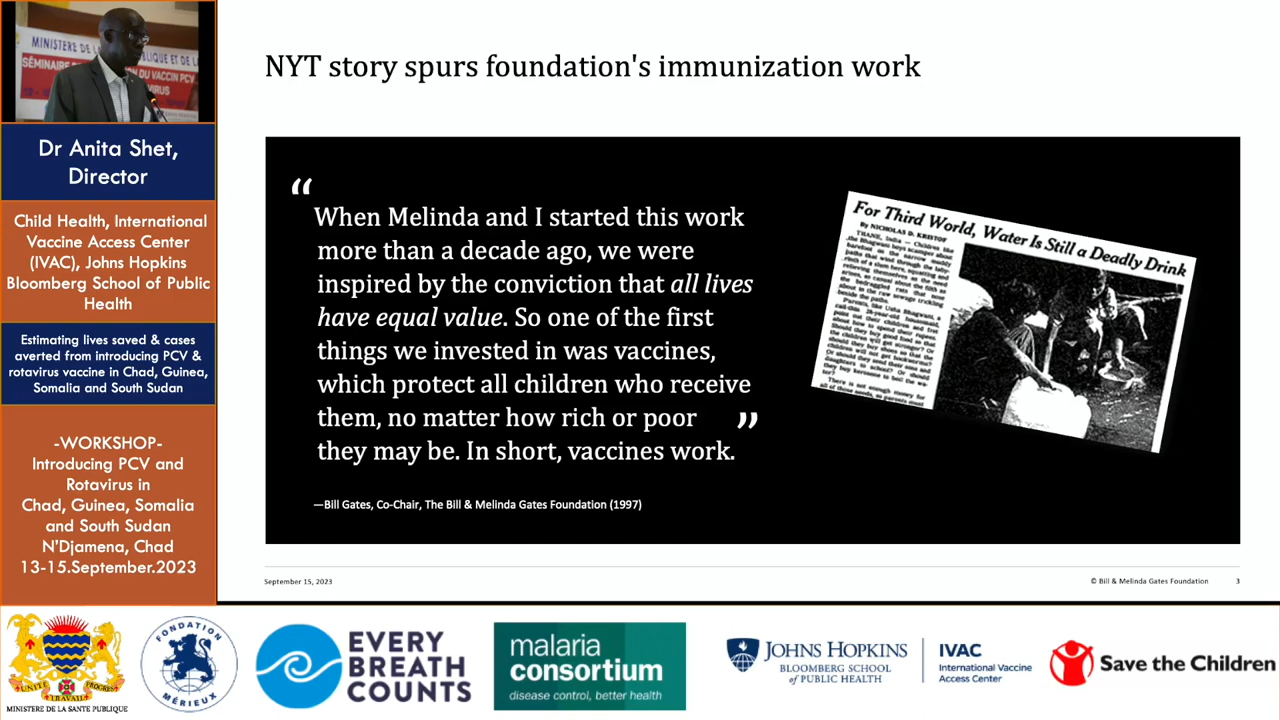 MINISTERE DE LA
BLIQUE ET DE LA
SÉMINAIRE
ON DU VACCIN PCV
Dr Anita Shet,
Director
Child Health, International
Vaccine Access Center
(IVAC), Johns Hopkins
Bloomberg School of Public
Health
Estimating lives saved & cases
averted from introducing PCV &
rotavirus vaccine in Chad, Guinea,
Somalia and South Sudan
-WORKSHOP-
Introducing PCV and
Rotavirus in
Chad, Guinea, Somalia
and South Sudan
N'Djamena, Chad
13-15.September.2023
NYT story spurs foundation's immunization work
“
When Melinda and I started this work
more than a decade ago, we were
inspired by the conviction that all lives
have equal value. So one of the first
things we invested in was vaccines,
which protect all children who receive
them, no matter how rich or poor
they may be. In short, vaccines work.
”
—Bill Gates, Co-Chair, The Bill & Melinda Gates Foundation (1997)
For Third World, Water Is Still a Deadly Drink
By NICHOLAS D. KRISTOF
September 15, 2023
© Bill & Melinda Gates Foundation
3
UNITE TRAVAIL PROGRES
MINISTERE DE LA SANTE PUBLIQUE
FONDATION
MÉRIEUX
EVERY
BREATH
COUNTS
malaria
consortium
disease control, better health
JOHNS HOPKINS
BLOOMBERG SCHOOL
of PUBLIC HEALTH
IVAC
International Vaccine
Access Center
Save the Children